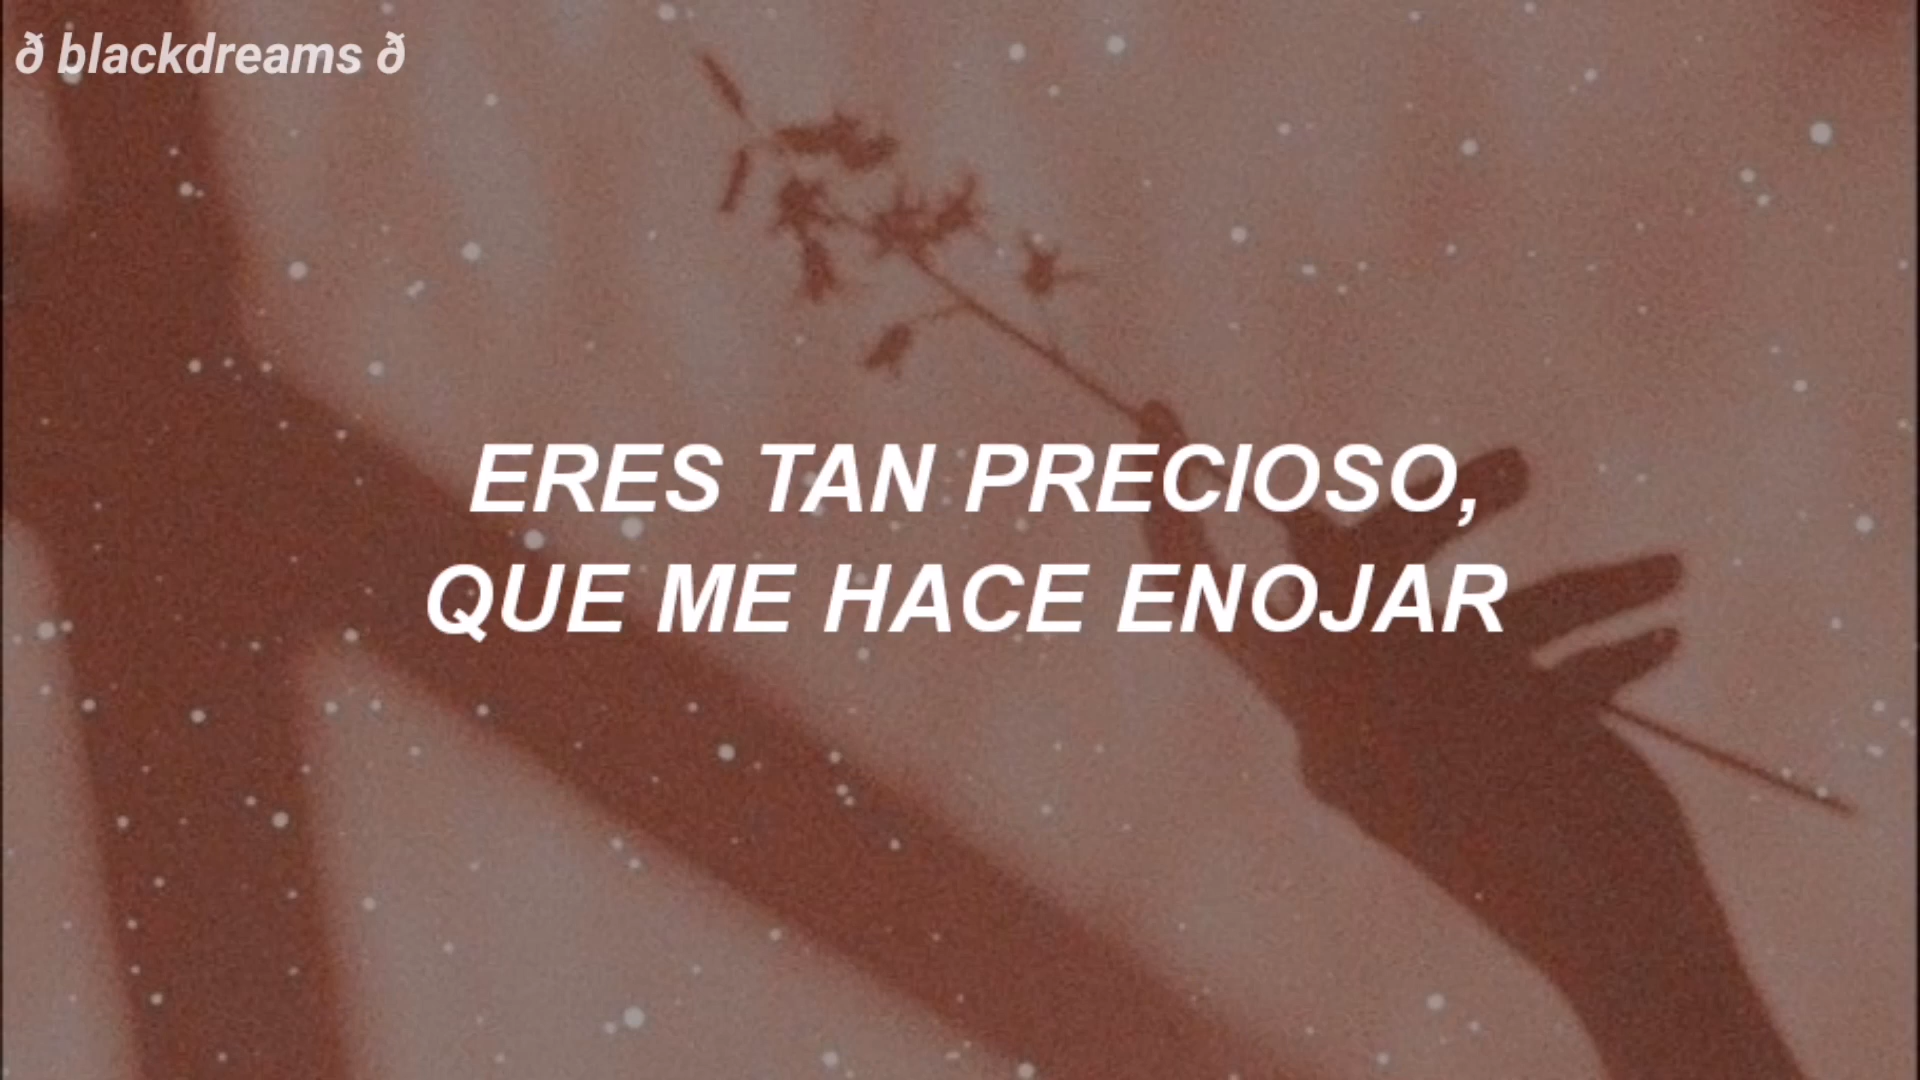 ð blackdreams ð
ERES TAN PRECIOSO,
QUE ME HACE ENOJAR